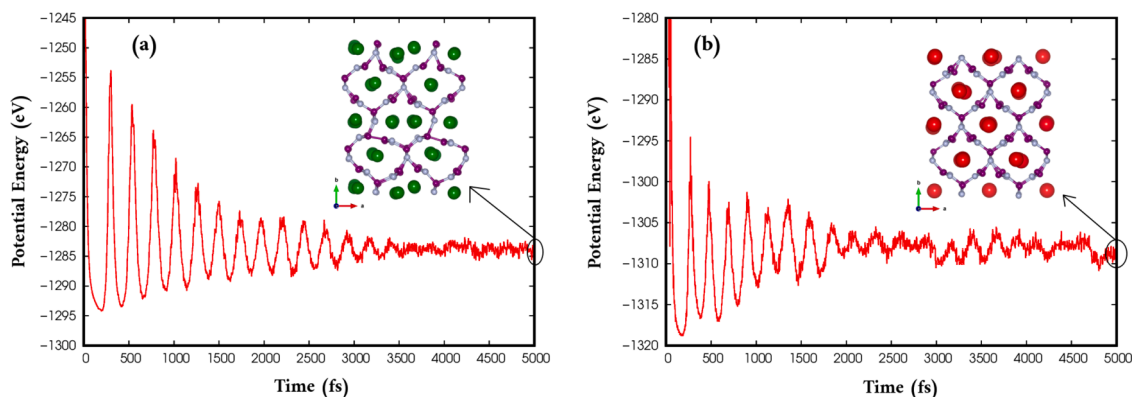 (a)
Potential Energy (eV)
−1245
−1250
−1255
−1260
−1265
−1270
−1275
−1280
−1285
−1290
−1295
−1300
0 500 1000 1500 2000 2500 3000 3500 4000 4500 5000
Time (fs)
b
a
(b)
Potential Energy (eV)
−1280
−1285
−1290
−1295
−1300
−1305
−1310
−1315
−1320
0 500 1000 1500 2000 2500 3000 3500 4000 4500 5000
Time (fs)
b
a